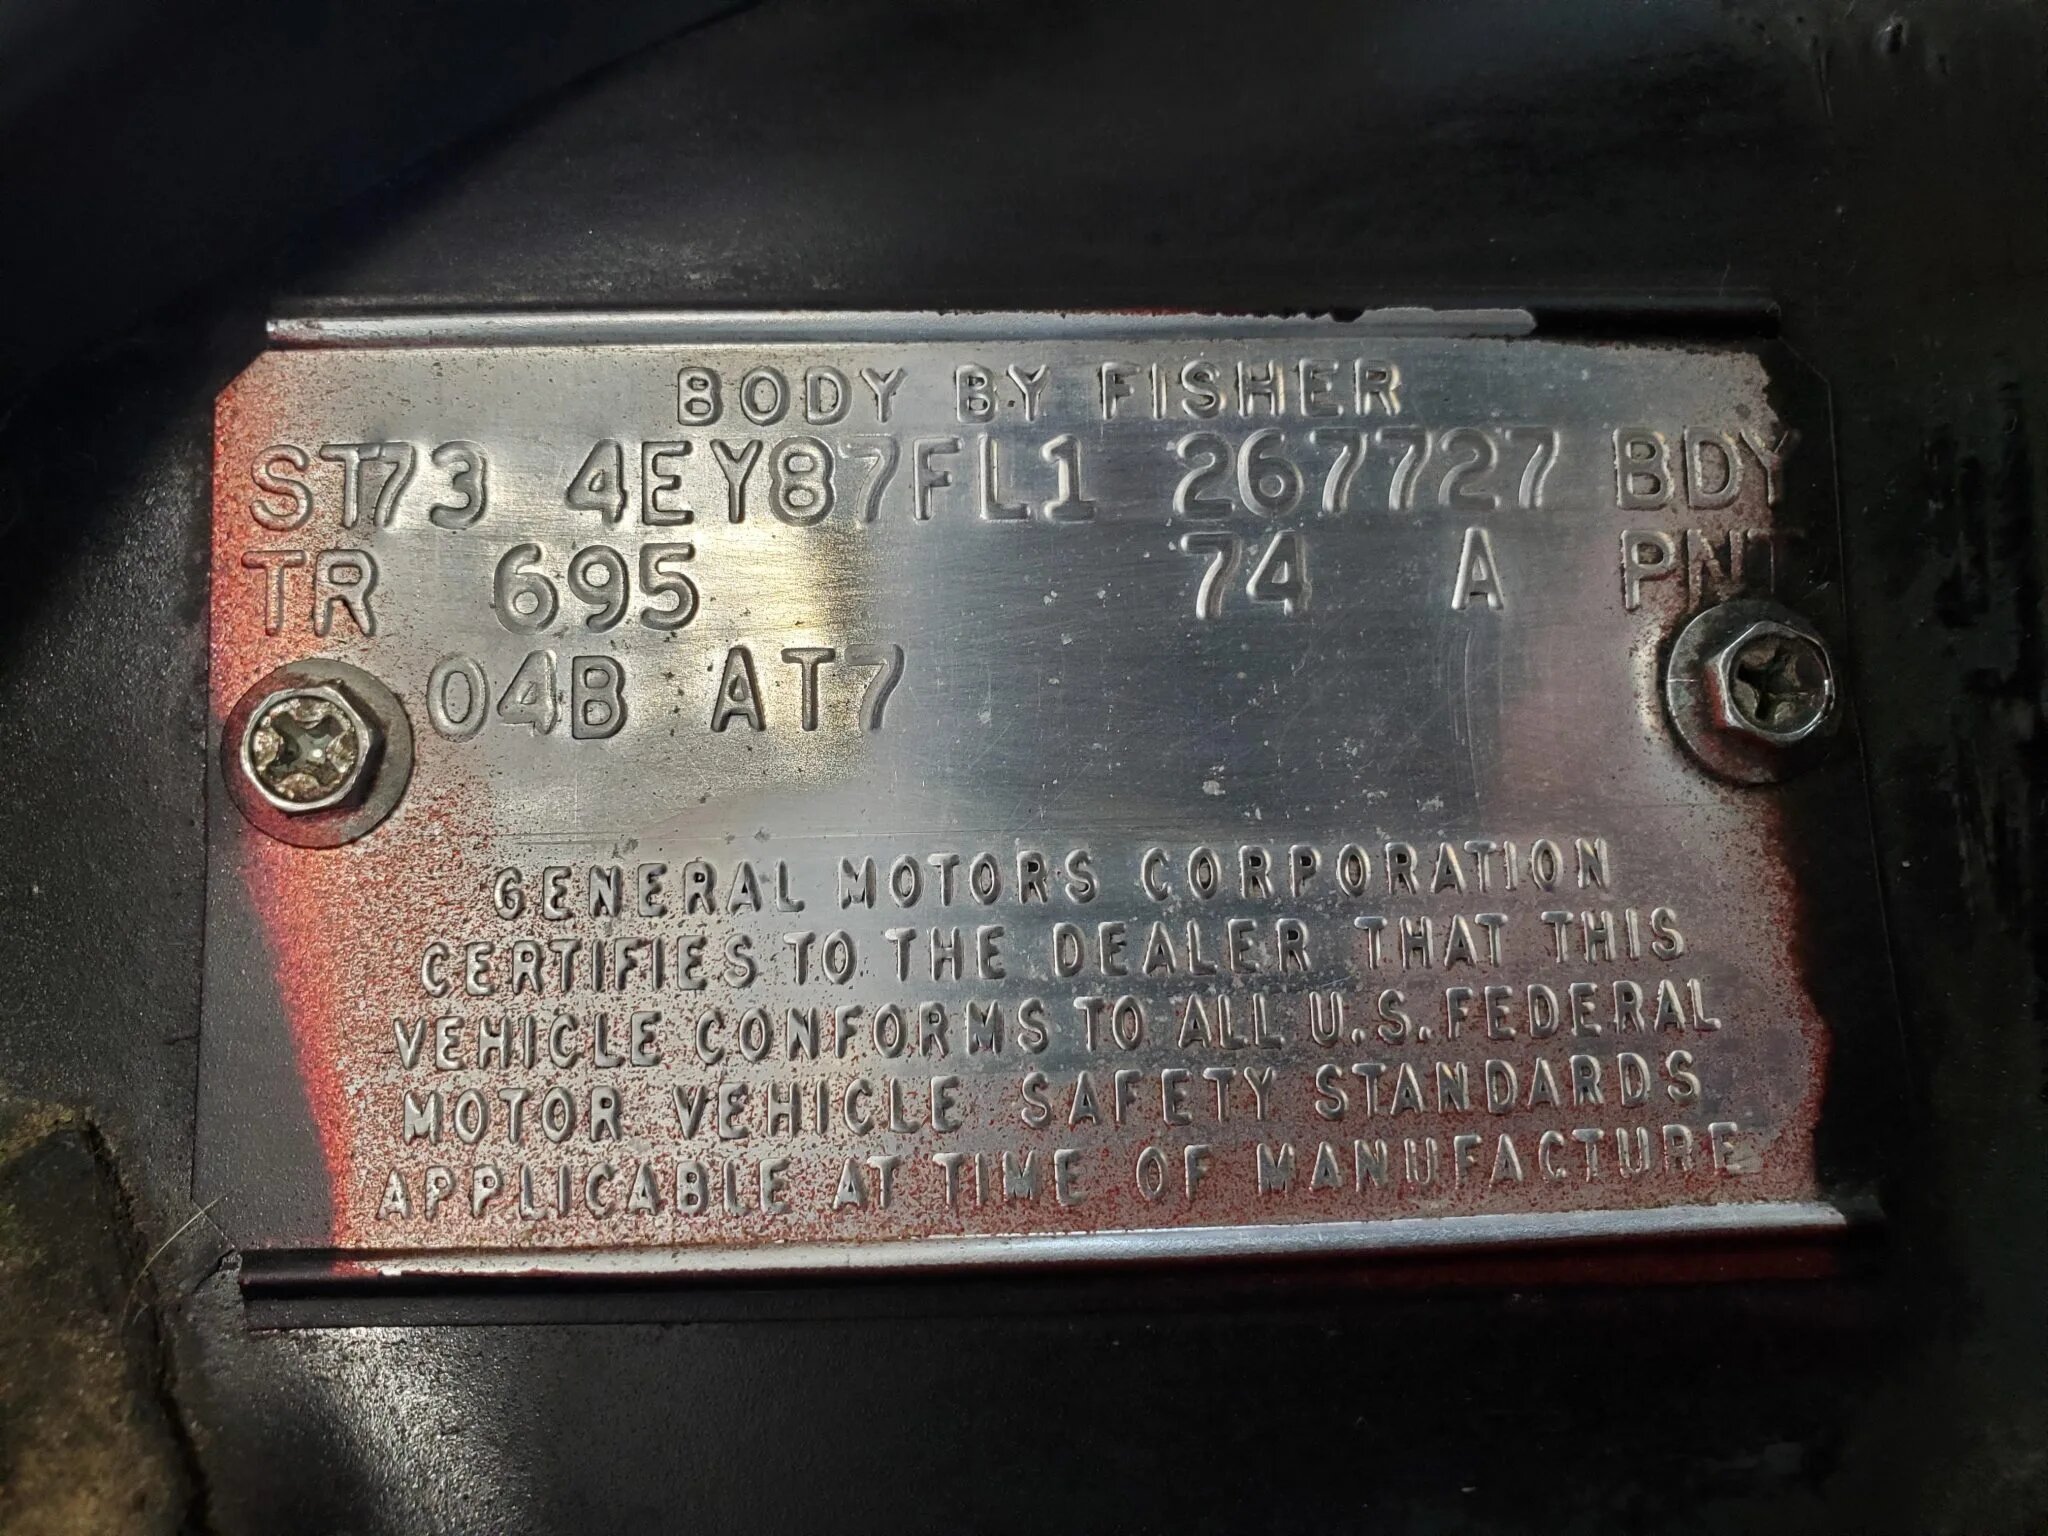 BODY BY FISHER
ST73 4EY87FL1 267727 BDY
TR 695 74 A PNT
04B AT7
GENERAL MOTORS CORPORATION
CERTIFIES TO THE DEALER THAT THIS
VEHICLE CONFORMS TO ALL U.S. FEDERAL
MOTOR VEHICLE SAFETY STANDARDS
APPLICABLE AT TIME OF MANUFACTURE